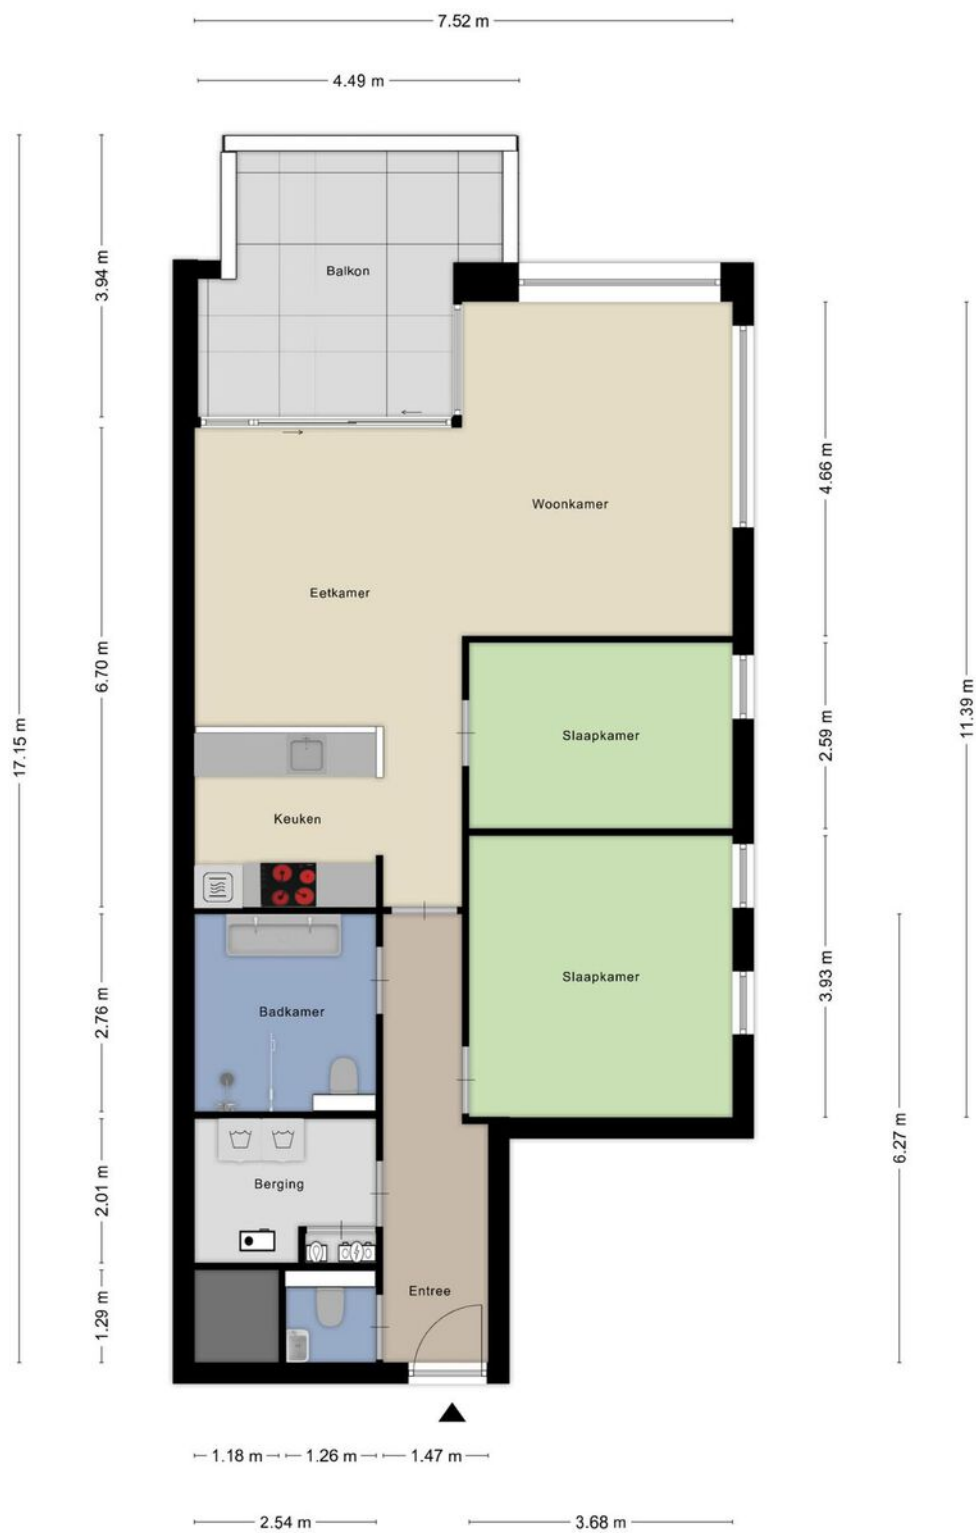 7.52 m
4.49 m
Balkon
3.94 m
Woonkamer
4.66 m
Eetkamer
6.70 m
17.15 m
11.39 m
Slaapkamer
2.59 m
Keuken
Slaapkamer
3.93 m
Badkamer
2.76 m
6.27 m
Berging
2.01 m
Entree
1.29 m
1.18 m
1.26 m
1.47 m
2.54 m
3.68 m